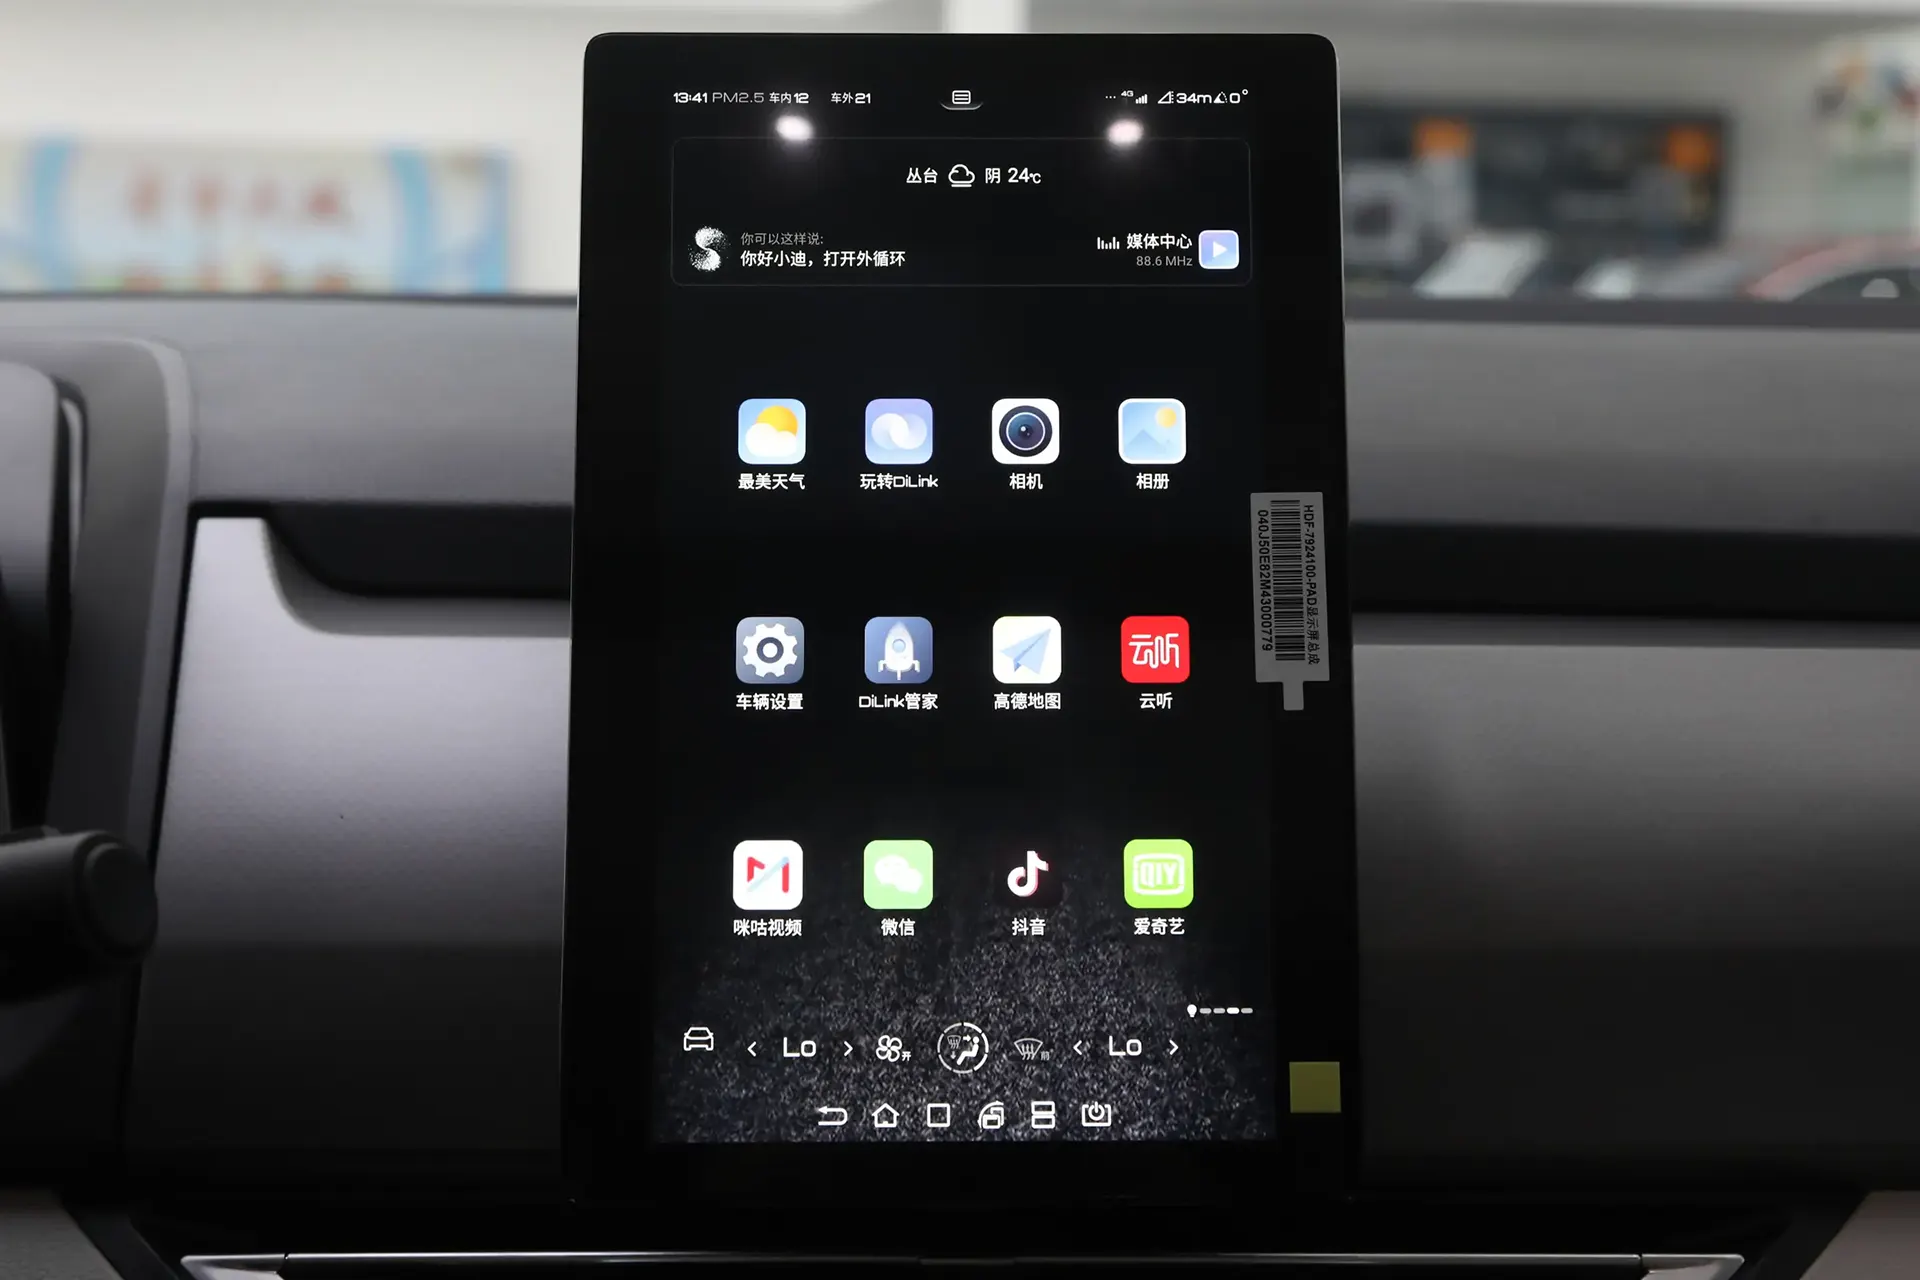 13:41 PM2.5 车内12 车外21
4G 34m 0°
丛台 阴 24℃
你可以这样说:
你好小迪，打开外循环
媒体中心
88.6 MHz
最美天气 玩转DiLink 相机 相册
HDF-7924100-PAD显示屏总成
040J50E82M43000779
云听
车辆设置 DiLink管家 高德地图 云听
QIY
咪咕视频 微信 抖音 爱奇艺
Lo 开 前 Lo